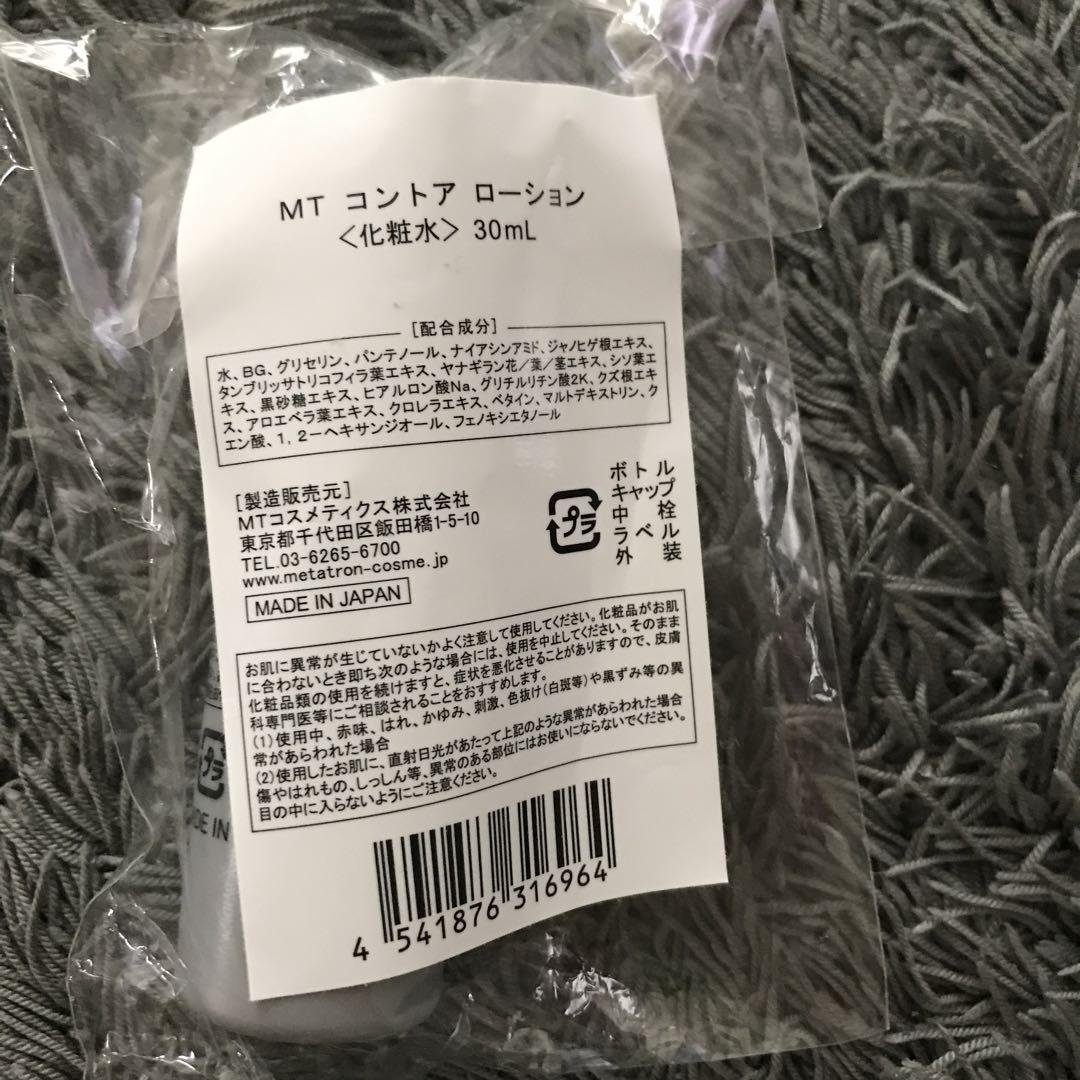 MT コントア ローション
<化粧水> 30mL
[配合成分]
水、BG、グリセリン、パンテノール、ナイアシンアミド、ジャノヒゲ根エキス、
タンブリッサトリコフィラ葉エキス、ヤナギラン花/葉/茎エキス、シソ葉エ
キス、黒砂糖エキス、ヒアルロン酸Na、グリチルリチン酸2K、クズ根エキ
ス、アロエベラ葉エキス、クロレラエキス、ベタイン、マルトデキストリン、ク
エン酸、1,2-ヘキサンジオール、フェノキシエタノール
[製造販売元]
MTコスメティクス株式会社
東京都千代田区飯田橋1-5-10
TEL.03-6265-6700
www.metatron-cosme.jp
MADE IN JAPAN
プラ
ボトル
キャップ
中栓
ラベル
外装
お肌に異常が生じていないかよく注意して使用してください。化粧品がお肌
に合わないとき即ち次のような場合には、使用を中止してください。そのまま
化粧品類の使用を続けますと、症状を悪化させることがありますので、皮膚
科専門医等にご相談されることをおすすめします。
(1)使用中、赤味、はれ、かゆみ、刺激、色抜け(白斑等)や黒ずみ等の異
常があらわれた場合
(2)使用したお肌に、直射日光があたって上記のような異常があらわれた場合
傷やはれもの、しっしん等、異常のある部位にはお使いにならないでください。
目の中に入らないようにご注意ください。
4 541876 316964
プラ
DE IN